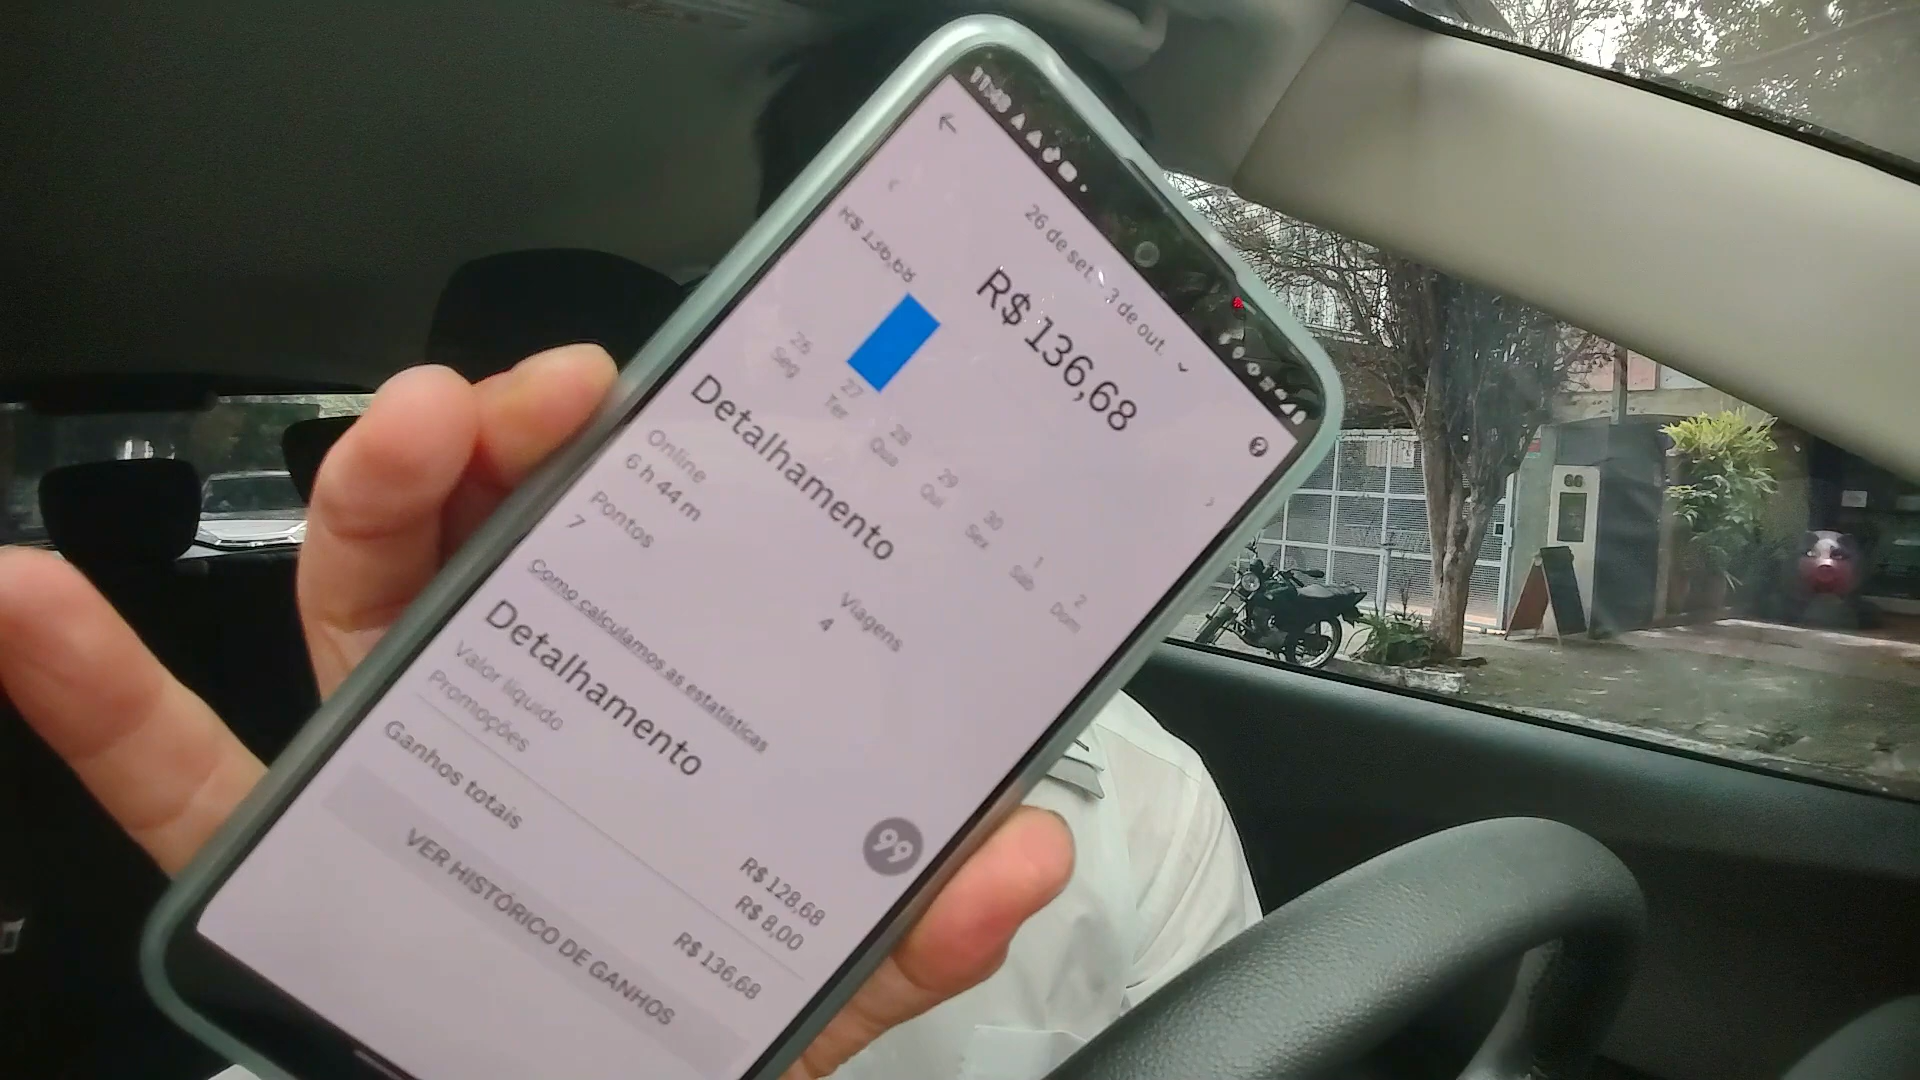 26 de set. - 3 de out.
R$ 136,68
R$ 136,68
26 27 28 29 30 1 2
Seg Ter Qua Qui Sex Sáb Dom
Detalhamento
Online
6 h 44 m
Viagens
4
Pontos
7
Como calculamos as estatísticas
Detalhamento
Valor líquido R$ 128,68
Promoções R$ 8,00
Ganhos totais R$ 136,68
VER HISTÓRICO DE GANHOS
99
66